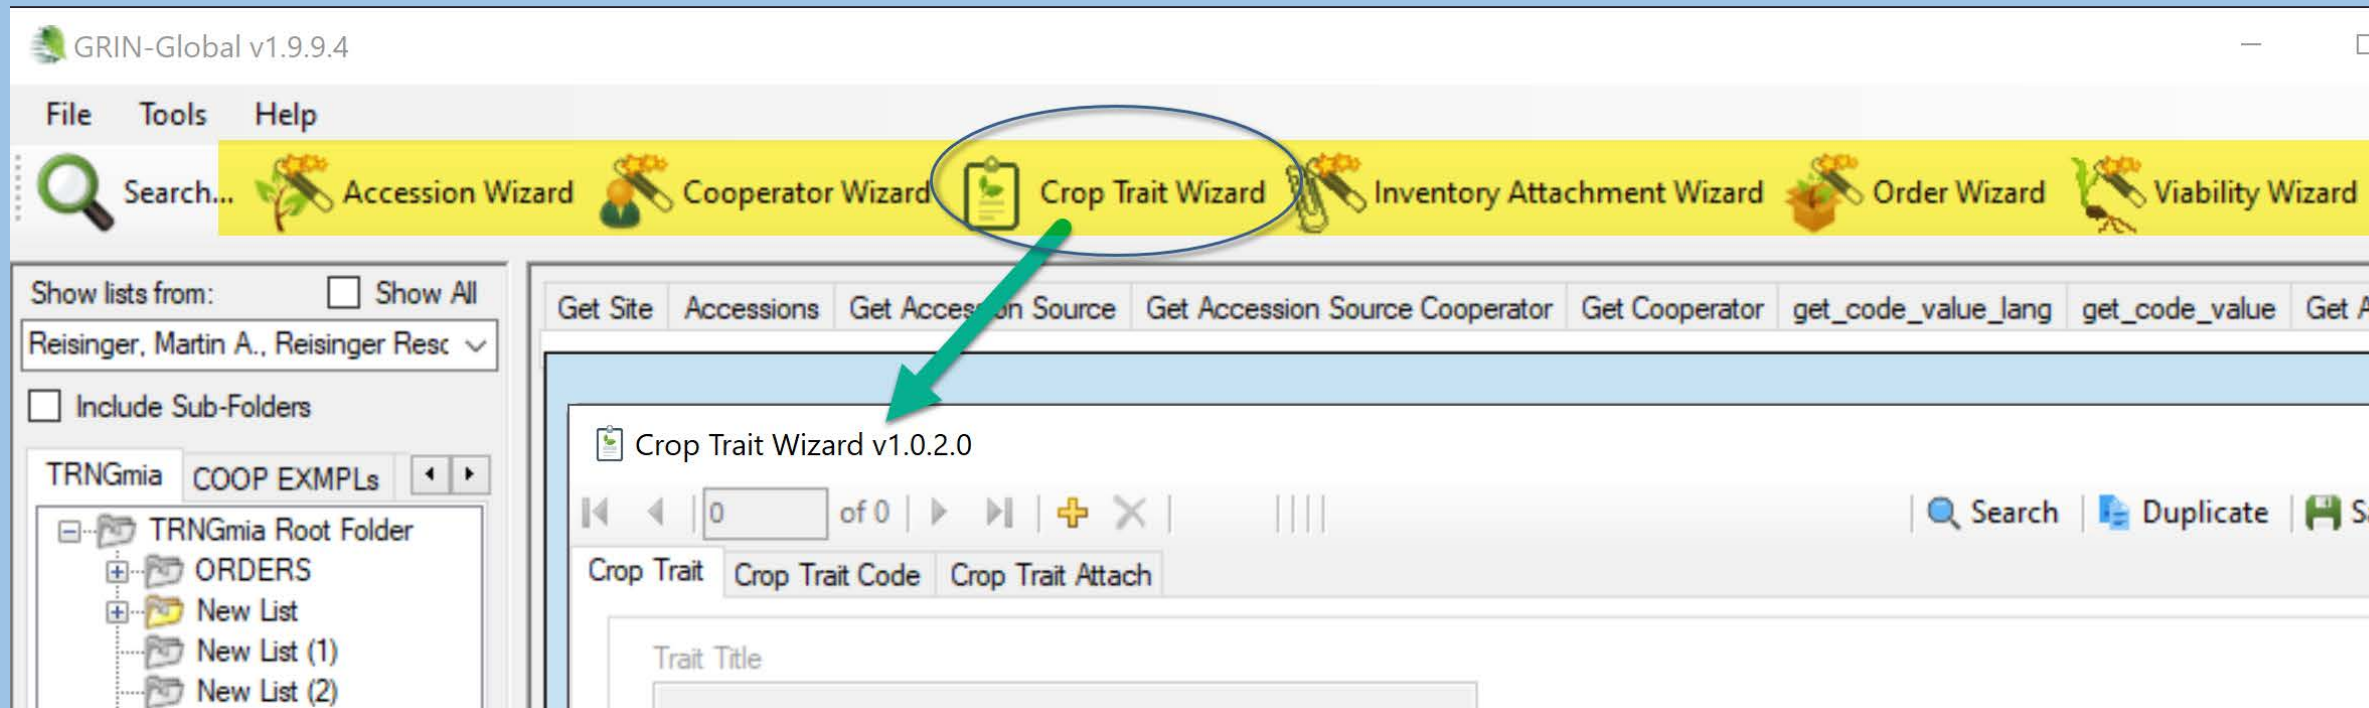 GRIN-Global v1.9.9.4
File Tools Help
Search... Accession Wizard Cooperator Wizard Crop Trait Wizard Inventory Attachment Wizard Order Wizard Viability Wizard
Show lists from: Show All
Reisinger, Martin A., Reisinger Resc
Include Sub-Folders
TRNGmia COOP EXMPLs
TRNGmia Root Folder
ORDERS
New List
New List (1)
New List (2)
Get Site Accessions Get Accession Source Get Accession Source Cooperator Get Cooperator get_code_value_lang get_code_value Get A
Crop Trait Wizard v1.0.2.0
0 of 0 Search Duplicate Sa
Crop Trait Crop Trait Code Crop Trait Attach
Trait Title